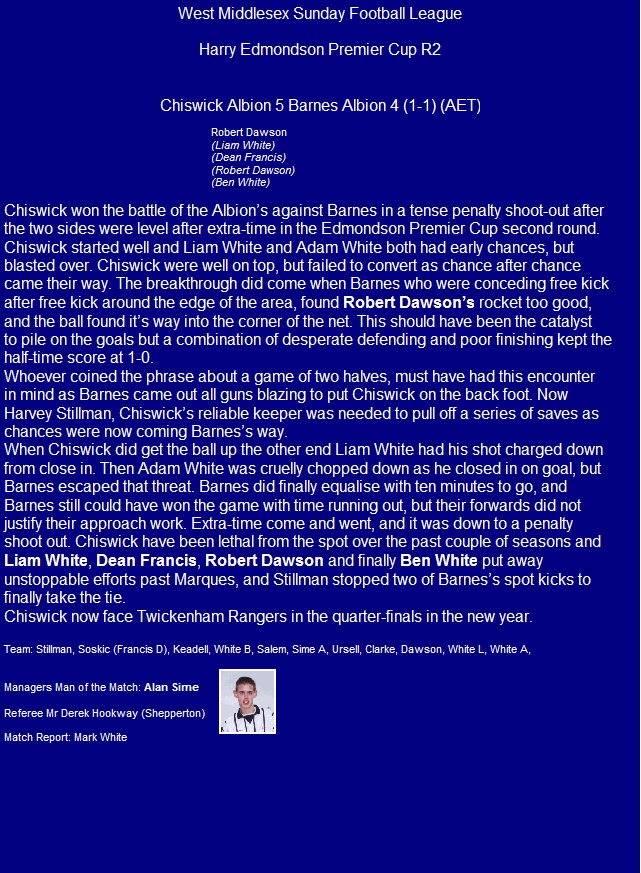 West Middlesex Sunday Football League
Harry Edmondson Premier Cup R2
Chiswick Albion 5 Barnes Albion 4 (1-1) (AET)
Robert Dawson
(Liam White)
(Dean Francis)
(Robert Dawson)
(Ben White)
Chiswick won the battle of the Albion's against Barnes in a tense penalty shoot-out after
the two sides were level after extra-time in the Edmondson Premier Cup second round.
Chiswick started well and Liam White and Adam White both had early chances, but
blasted over. Chiswick were well on top, but failed to convert as chance after chance
came their way. The breakthrough did come when Barnes who were conceding free kick
after free kick around the edge of the area, found Robert Dawson's rocket too good,
and the ball found it's way into the corner of the net. This should have been the catalyst
to pile on the goals but a combination of desperate defending and poor finishing kept the
half-time score at 1-0.
Whoever coined the phrase about a game of two halves, must have had this encounter
in mind as Barnes came out all guns blazing to put Chiswick on the back foot. Now
Harvey Stillman, Chiswick's reliable keeper was needed to pull off a series of saves as
chances were now coming Barnes's way.
When Chiswick did get the ball up the other end Liam White had his shot charged down
from close in. Then Adam White was cruelly chopped down as he closed in on goal, but
Barnes escaped that threat. Barnes did finally equalise with ten minutes to go, and
Barnes still could have won the game with time running out, but their forwards did not
justify their approach work. Extra-time come and went, and it was down to a penalty
shoot out. Chiswick have been lethal from the spot over the past couple of seasons and
Liam White, Dean Francis, Robert Dawson and finally Ben White put away
unstoppable efforts past Marques, and Stillman stopped two of Barnes's spot kicks to
finally take the tie.
Chiswick now face Twickenham Rangers in the quarter-finals in the new year.
Team: Stillman, Soskic (Francis D), Keadell, White B, Salem, Sime A, Ursell, Clarke, Dawson, White L, White A,
Managers Man of the Match: Alan Sime
Referee Mr Derek Hookway (Shepperton)
Match Report: Mark White